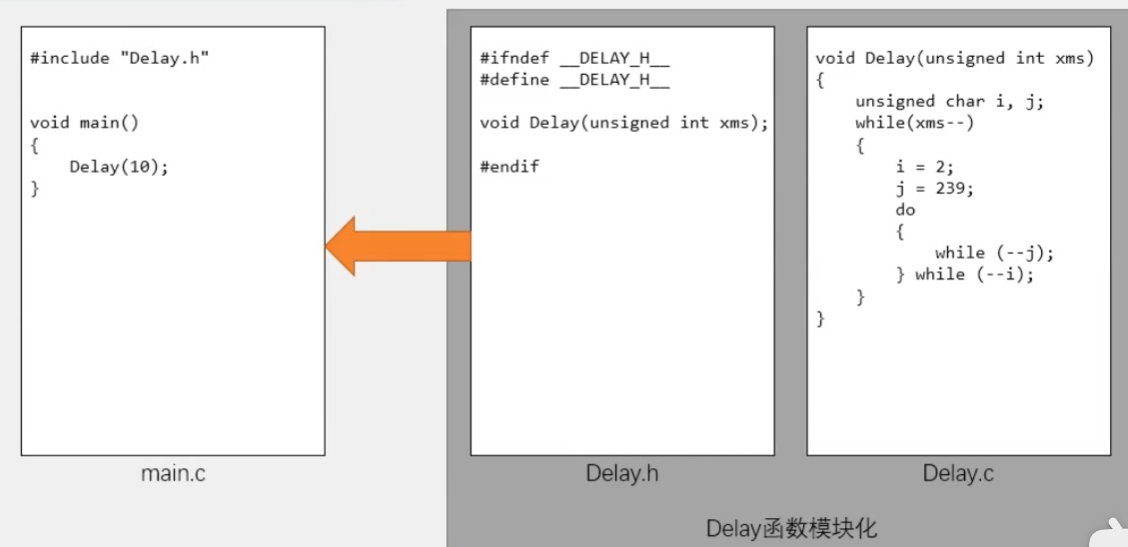 #include "Delay.h"
void main()
{
    Delay(10);
}
main.c
#ifndef __DELAY_H__
#define __DELAY_H__
void Delay(unsigned int xms);
#endif
Delay.h
void Delay(unsigned int xms)
{
    unsigned char i, j;
    while(xms--)
    {
        i = 2;
        j = 239;
        do
        {
            while (--j);
        } while (--i);
    }
}
Delay.c
Delay函数模块化